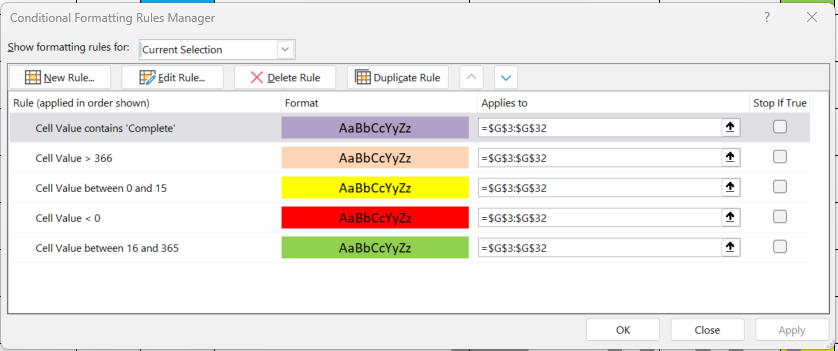 Conditional Formatting Rules Manager ?
Show formatting rules for: Current Selection
New Rule... Edit Rule... Delete Rule Duplicate Rule
Rule (applied in order shown) Format Applies to Stop If True
Cell Value contains 'Complete' AaBbCcYyZz =$G$3:$G$32
Cell Value > 366 AaBbCcYyZz =$G$3:$G$32
Cell Value between 0 and 15 AaBbCcYyZz =$G$3:$G$32
Cell Value < 0 AaBbCcYyZz =$G$3:$G$32
Cell Value between 16 and 365 AaBbCcYyZz =$G$3:$G$32
OK Close Apply